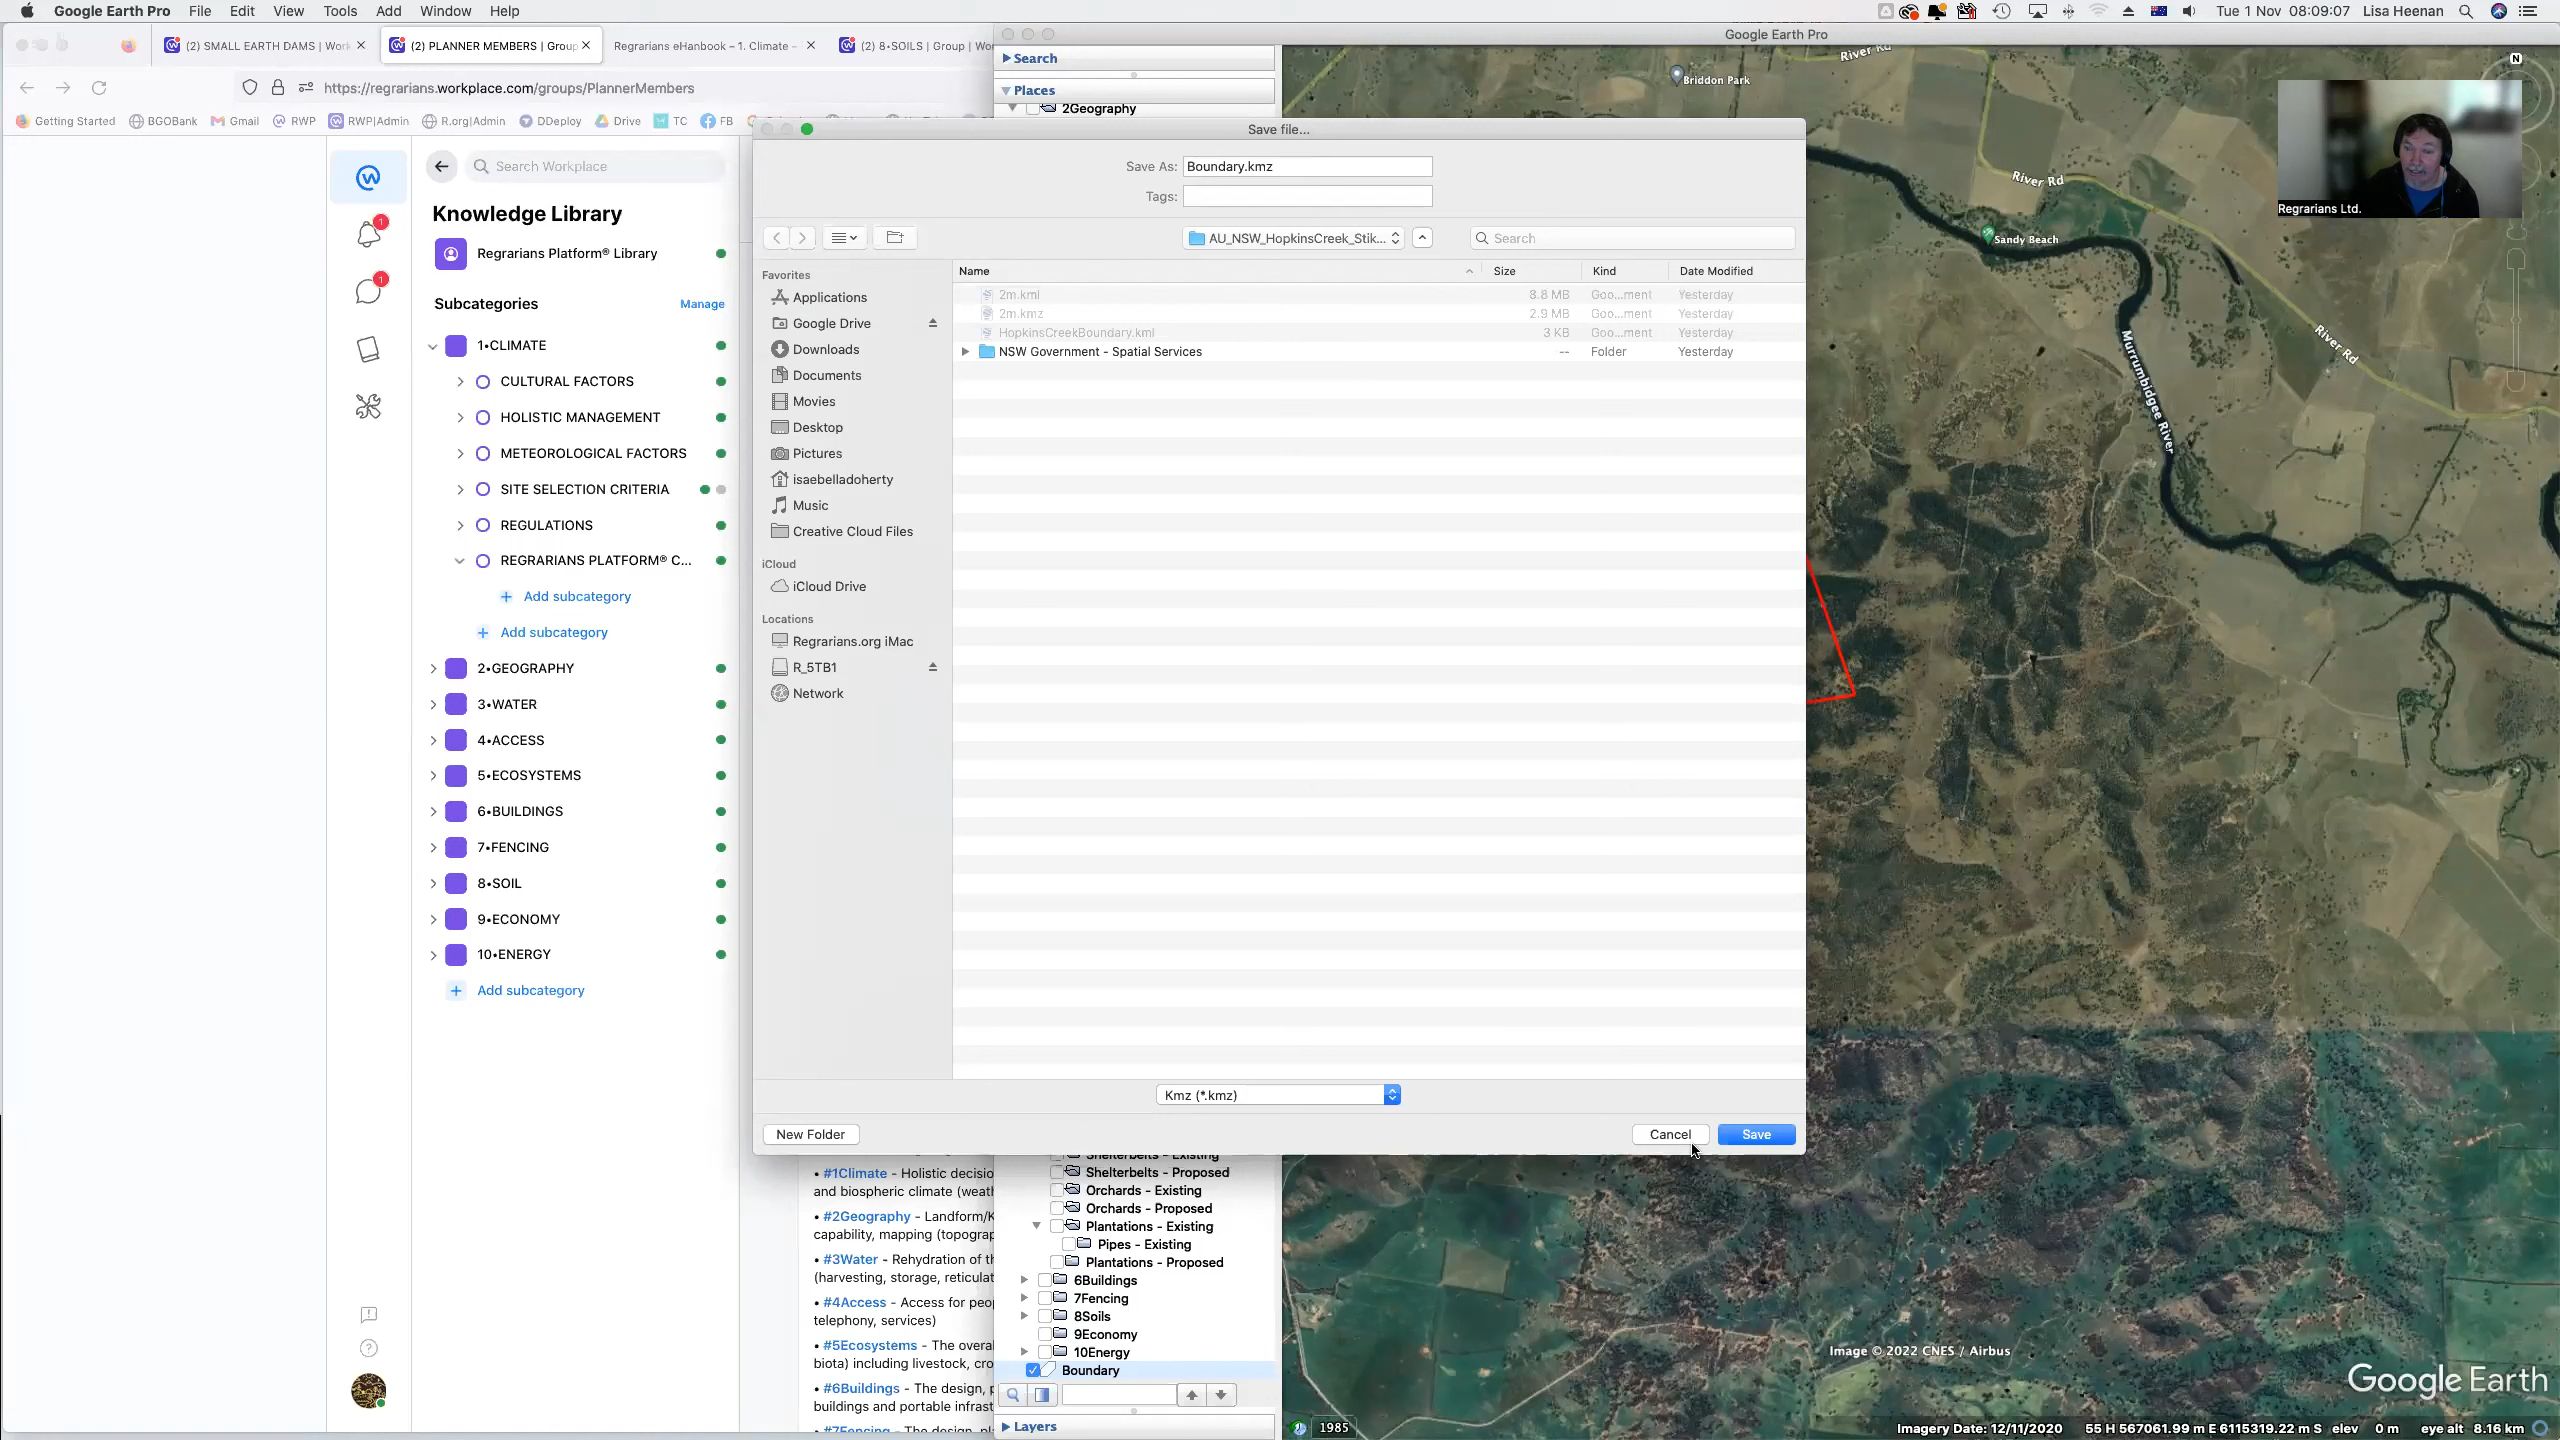 Google Earth Pro File Edit View Tools Add Window Help
Tue 1 Nov 08:09:07 Lisa Heenan
(2) SMALL EARTH DAMS | Work
(2) PLANNER MEMBERS | Group
Regrarians eHanbook – 1. Climate –
(2) 8•SOILS | Group | Wor
https://regrarians.workplace.com/groups/PlannerMembers
Getting Started BGOBank Gmail RWP RWP|Admin R.org|Admin DDeploy Drive TC FB
Search Workplace
Knowledge Library
Regrarians Platform® Library
Subcategories Manage
1•CLIMATE
CULTURAL FACTORS
HOLISTIC MANAGEMENT
METEOROLOGICAL FACTORS
SITE SELECTION CRITERIA
REGULATIONS
REGRARIANS PLATFORM® C...
+ Add subcategory
+ Add subcategory
2•GEOGRAPHY
3•WATER
4•ACCESS
5•ECOSYSTEMS
6•BUILDINGS
7•FENCING
8•SOIL
9•ECONOMY
10•ENERGY
+ Add subcategory
1
1
Google Earth Pro
Search
Places
2Geography
Save file...
Save As: Boundary.kmz
Tags:
AU_NSW_HopkinsCreek_Stik...
Search
Favorites
Applications
Google Drive
Downloads
Documents
Movies
Desktop
Pictures
isaebelladoherty
Music
Creative Cloud Files
iCloud
iCloud Drive
Locations
Regrarians.org iMac
R_5TB1
Network
Name Size Kind Date Modified
2m.kml 8.8 MB Goo...ment Yesterday
2m.kmz 2.9 MB Goo...ment Yesterday
HopkinsCreekBoundary.kml 3 KB Goo...ment Yesterday
NSW Government - Spatial Services -- Folder Yesterday
Kmz (*.kmz)
New Folder Cancel Save
• #1Climate - Holistic decisio
and biospheric climate (weath
• #2Geography - Landform/K
capability, mapping (topograp
• #3Water - Rehydration of th
(harvesting, storage, reticulat
• #4Access - Access for peop
telephony, services)
• #5Ecosystems - The overal
biota) including livestock, cro
• #6Buildings - The design, p
buildings and portable infrast
• #7Fencing - The design, pl
Shelterbelts - Existing
Shelterbelts - Proposed
Orchards - Existing
Orchards - Proposed
Plantations - Existing
Pipes - Existing
Plantations - Proposed
6Buildings
7Fencing
8Soils
9Economy
10Energy
Boundary
Layers
River Rd
Briddon Park
River Rd
Sandy Beach
River Rd
Murrumbidgee River
N
Regrarians Ltd.
Image © 2022 CNES / Airbus
Google Earth
1985
Imagery Date: 12/11/2020 55 H 567061.99 m E 6115319.22 m S elev 0 m eye alt 8.16 km